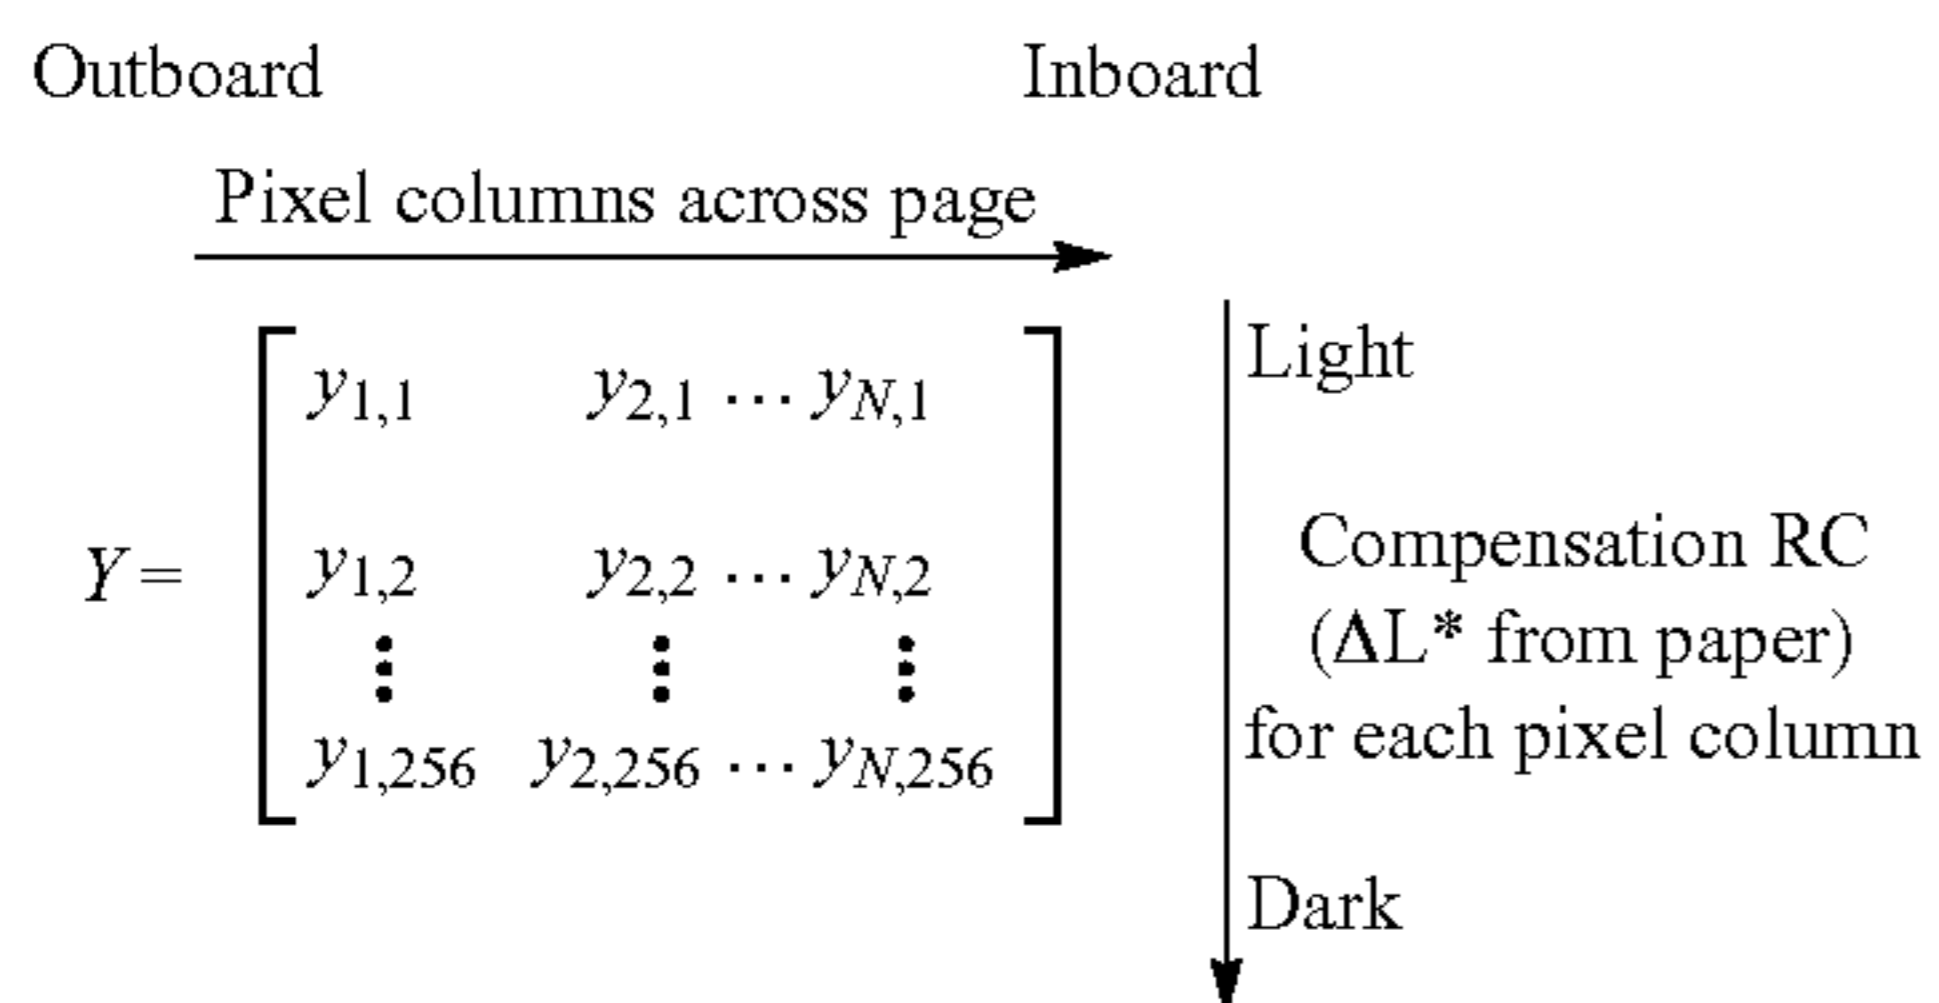 Outboard Inboard
Pixel columns across page
Light
y1,1 y2,1 ⋯ yN,1
Y = y1,2 y2,2 ⋯ yN,2
⋮ ⋮ ⋮
y1,256 y2,256 ⋯ yN,256
Compensation RC
(ΔL* from paper)
for each pixel column
Dark